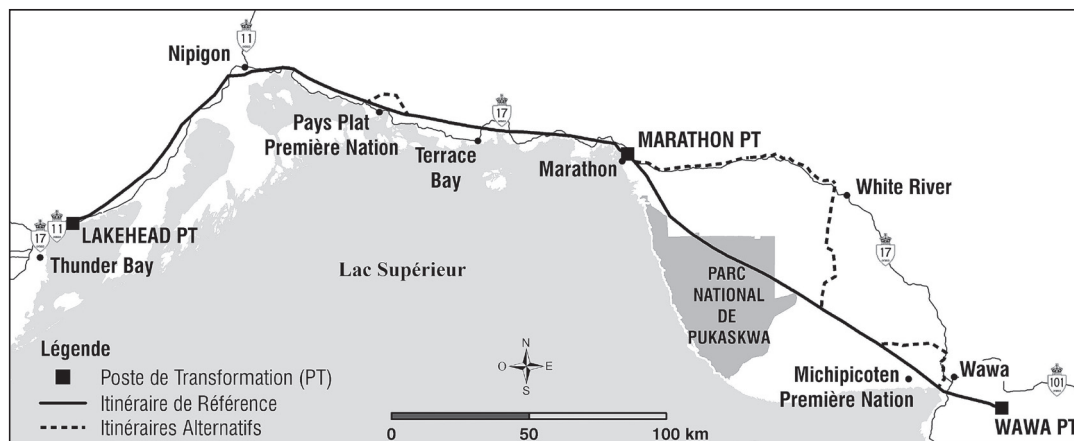 11
Nipigon
Pays Plat
Première Nation
17
Terrace
Bay
MARATHON PT
Marathon
White River
LAKEHEAD PT
17
11
Thunder Bay
17
Lac Supérieur
PARC
NATIONAL
DE
PUKASKWA
Michipicoten
Première Nation
Wawa
101
WAWA PT
N
O
E
S
Légende
Poste de Transformation (PT)
Itinéraire de Référence
Itinéraires Alternatifs
0
50
100 km